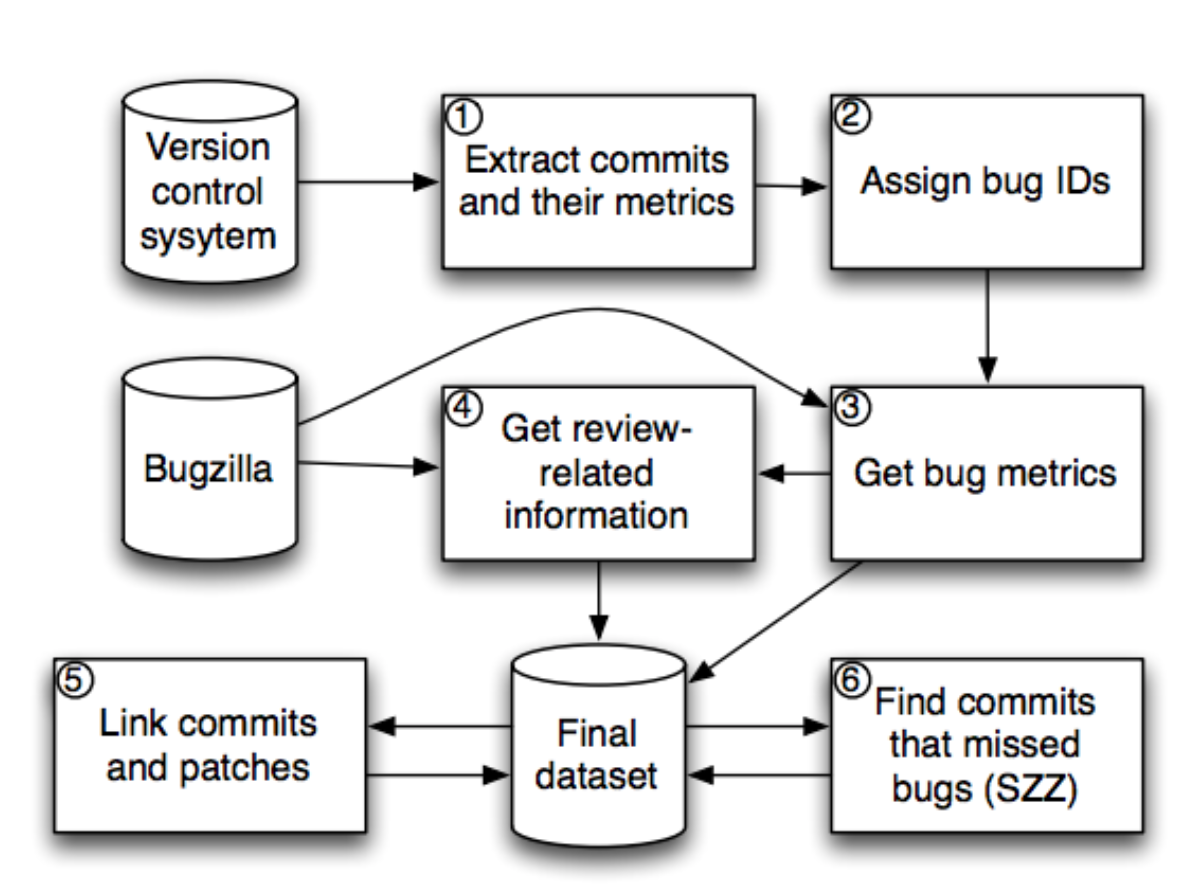 Version
control
sysytem
1
Extract commits
and their metrics
2
Assign bug IDs
Bugzilla
4
Get review-
related
information
3
Get bug metrics
5
Link commits
and patches
Final
dataset
6
Find commits
that missed
bugs (SZZ)